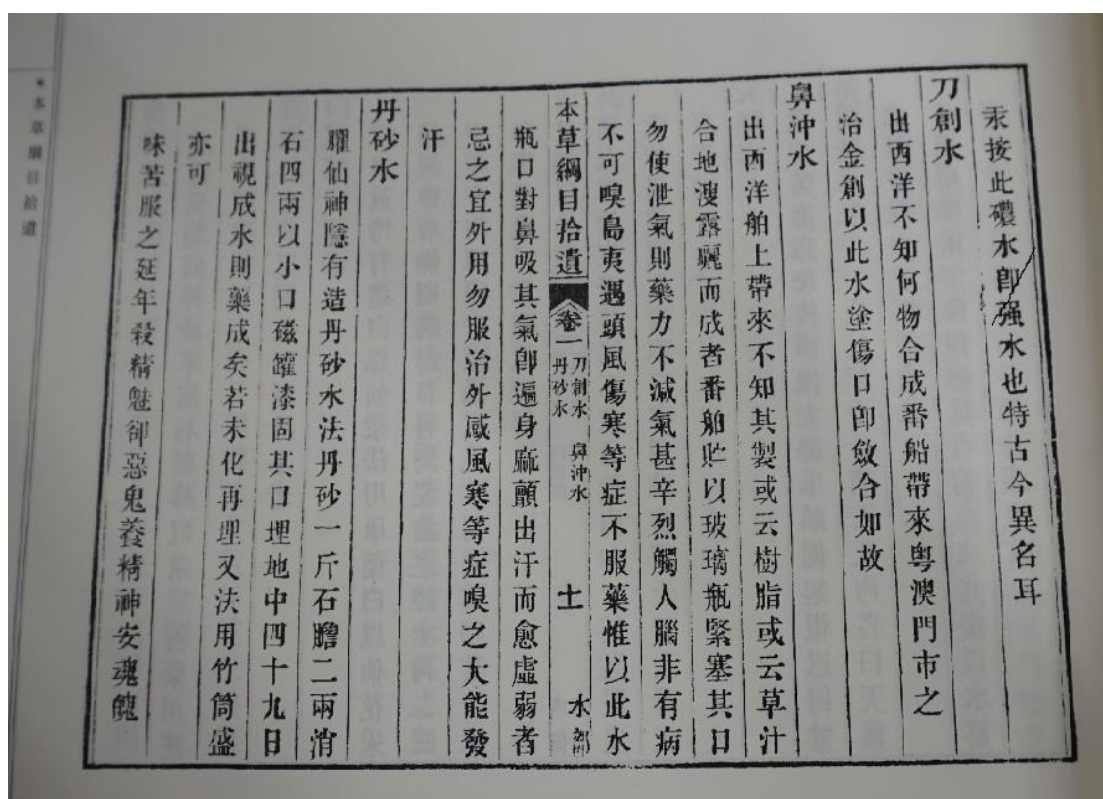 汞按此礶水卽强水也特古今異名耳
刀創水
出西洋不知何物合成番船帶來粤澳門市之
治金創以此水塗傷口卽斂合如故
鼻沖水
出西洋舶上帶來不知其製或云樹脂或云草汁
合地溲露曬而成者番舶貯以玻璃瓶緊塞其口
勿使泄氣則藥力不減氣甚辛烈觸人腦非有病
不可嗅島夷遇頭風傷寒等症不服藥惟以此水
本草綱目拾遺 卷一 刀創水 鼻沖水 丹砂水 十一 水部
瓶口對鼻吸其氣卽遍身麻顫出汗而愈虛弱者
忌之宜外用勿服治外感風寒等症嗅之大能發
汗
丹砂水
臞仙神隱有造丹砂水法丹砂一斤石膽二兩消
石四兩以小口磁罐漆固其口埋地中四十九日
出視成水則藥成矣若未化再埋又法用竹筒盛
亦可
味苦服之延年殺精魅卻惡鬼養精神安魂魄
本草綱目拾遺